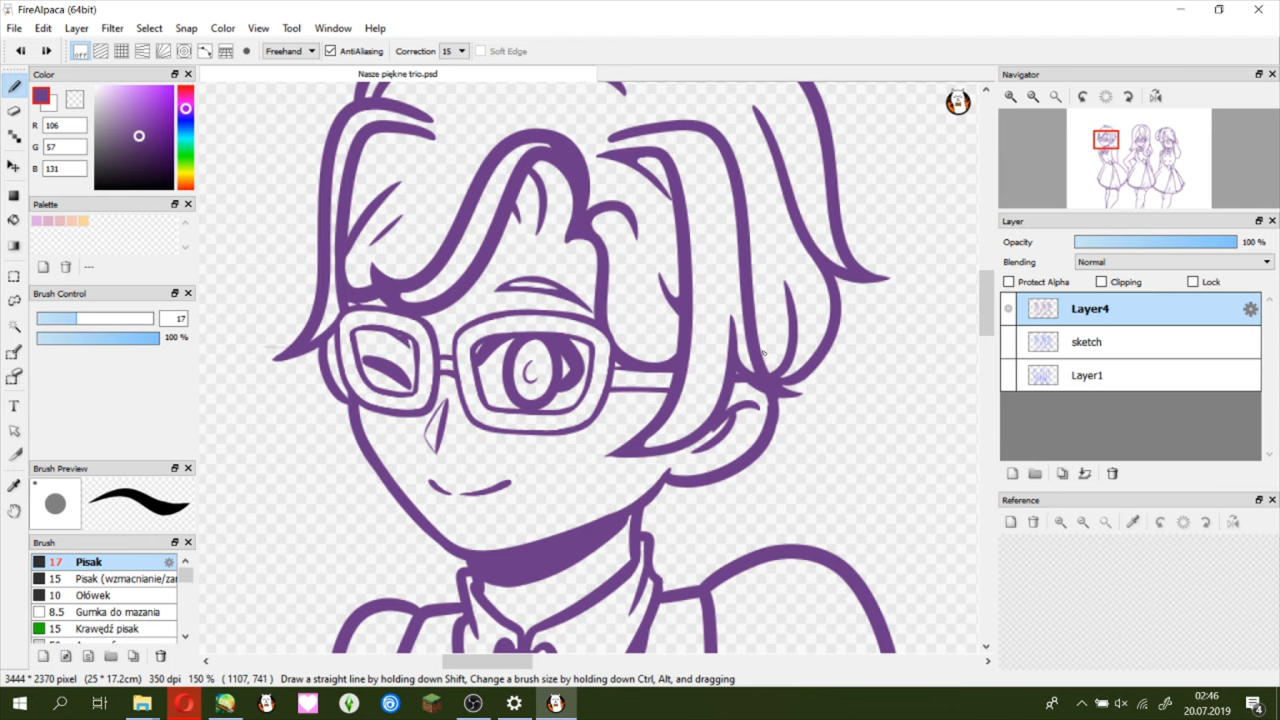 FireAlpaca (64bit)
File Edit Layer Filter Select Snap Color View Tool Window Help
off Freehand AntiAliasing Correction 15 Soft Edge
Color
Nasze piękne trio.psd
Navigator
R 106
G 57
B 131
Palette
Layer
Opacity 100 %
Blending Normal
---
Protect Alpha Clipping Lock
Brush Control
Layer4
17
100 %
sketch
Layer1
Brush Preview
Reference
Brush
17 Pisak
15 Pisak (wzmacnianie/zar
10 Ołówek
8.5 Gumka do mazania
15 Krawędź pisak
3444 * 2370 pixel (25 * 17.2cm) 350 dpi 150 % ( 1107, 741) Draw a straight line by holding down Shift, Change a brush size by holding down Ctrl, Alt, and dragging
02:46
20.07.2019
4